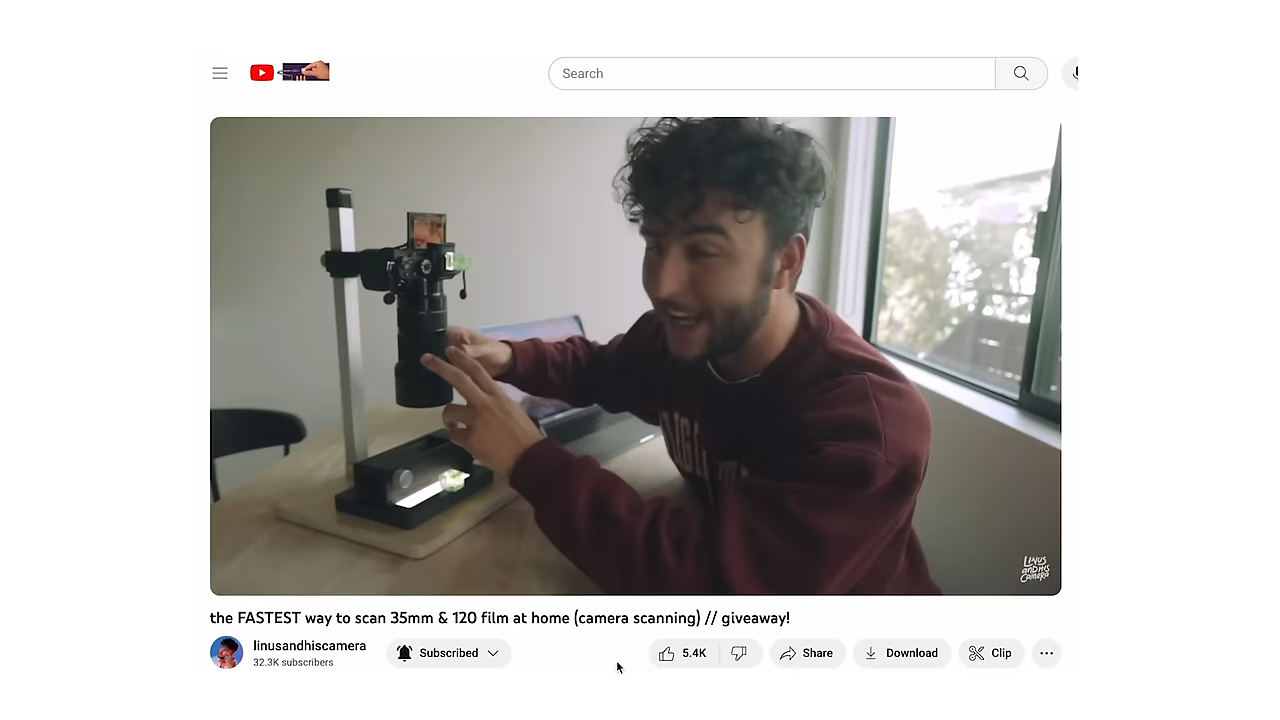 Search
LINUS
and HIS
CAMERA
the FASTEST way to scan 35mm & 120 film at home (camera scanning) // giveaway!
linusandhiscamera
32.3K subscribers
Subscribed
5.4K
Share
Download
Clip